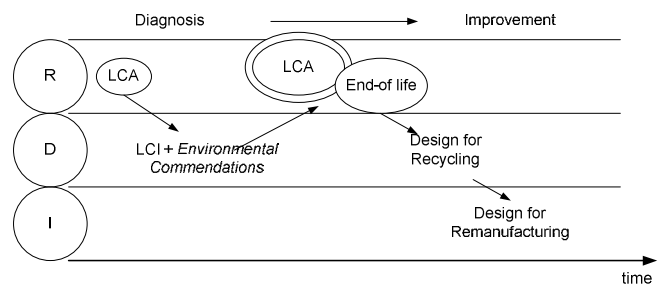 Diagnosis
Improvement
R
LCA
LCA
End-of life
D
LCI + Environmental
Commendations
Design for
Recycling
I
Design for
Remanufacturing
time